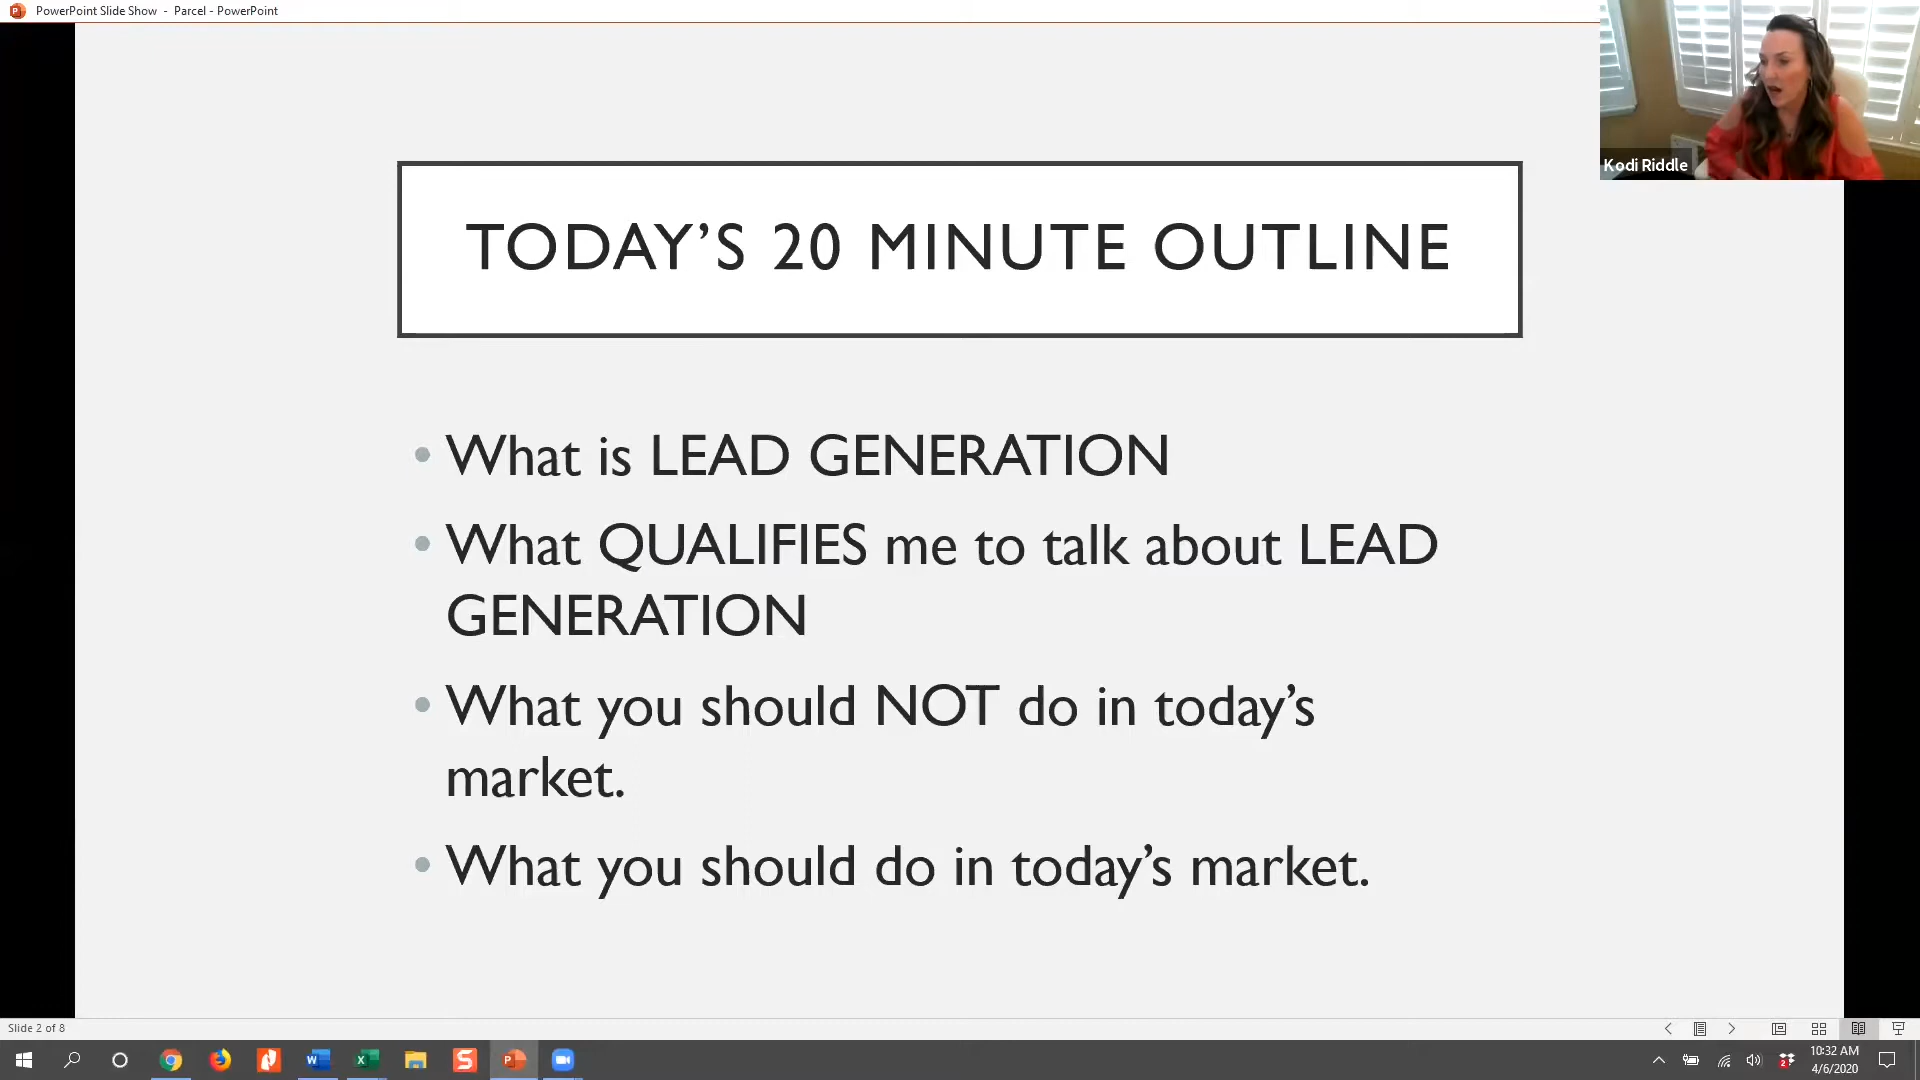 PowerPoint Slide Show - Parcel - PowerPoint
Kodi Riddle
TODAY’S 20 MINUTE OUTLINE
• What is LEAD GENERATION
• What QUALIFIES me to talk about LEAD
GENERATION
• What you should NOT do in today’s
market.
• What you should do in today’s market.
Slide 2 of 8
10:32 AM
4/6/2020